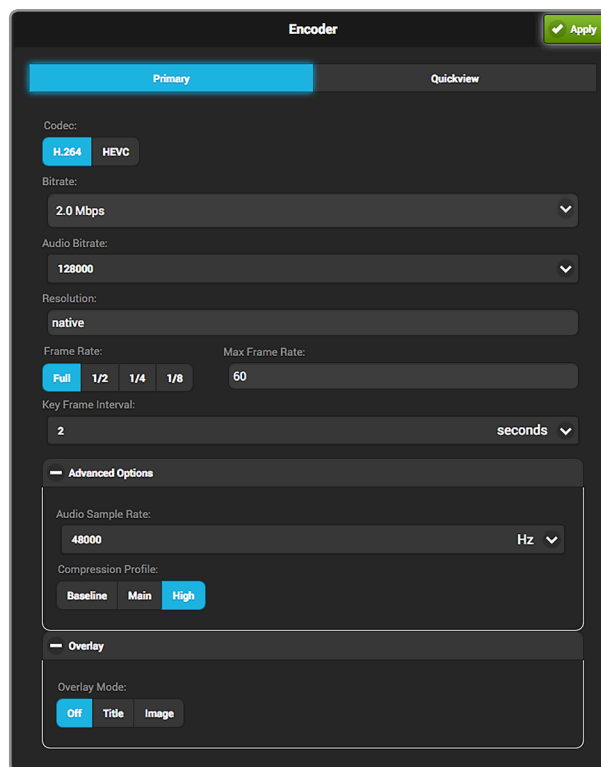 Encoder
Apply
Primary Quickview
Codec:
H.264 HEVC
Bitrate:
2.0 Mbps
Audio Bitrate:
128000
Resolution:
native
Frame Rate: Max Frame Rate:
Full 1/2 1/4 1/8 60
Key Frame Interval:
2 seconds
Advanced Options
Audio Sample Rate:
48000 Hz
Compression Profile:
Baseline Main High
Overlay
Overlay Mode:
Off Title Image